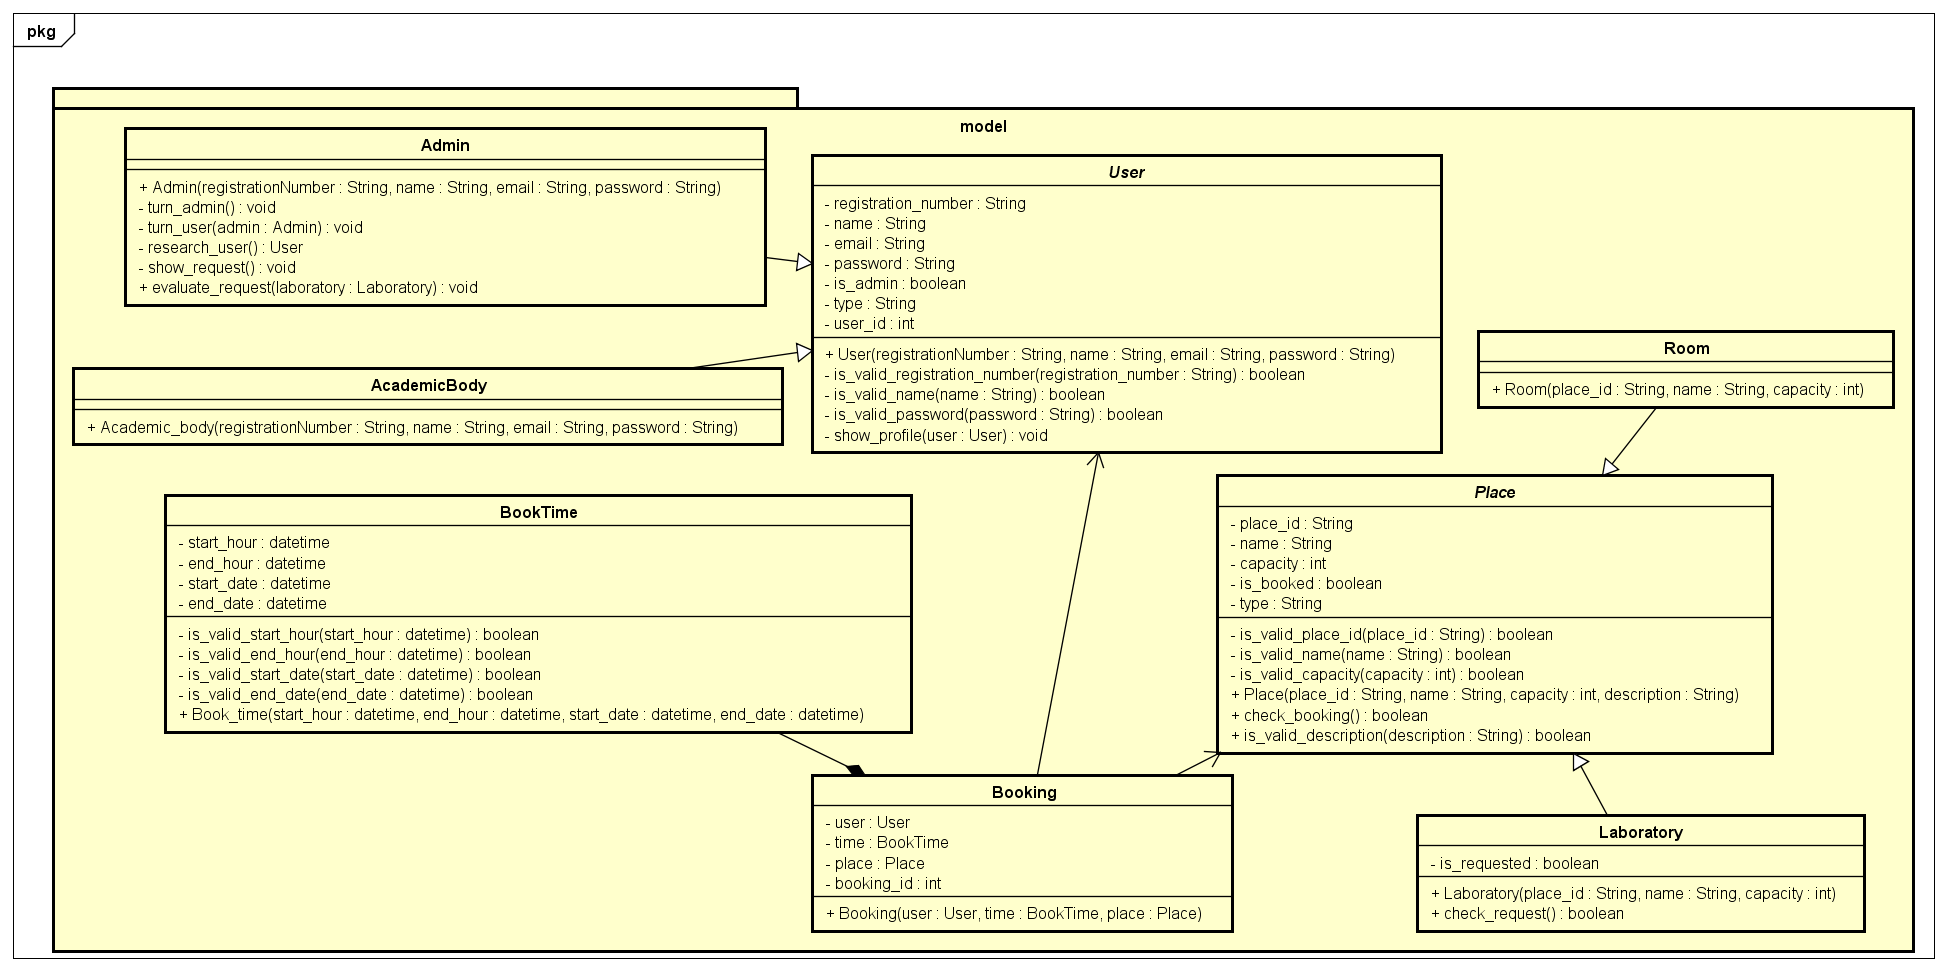 pkg
model
Admin
+ Admin(registrationNumber : String, name : String, email : String, password : String)
- turn_admin() : void
- turn_user(admin : Admin) : void
- research_user() : User
- show_request() : void
+ evaluate_request(laboratory : Laboratory) : void
User
- registration_number : String
- name : String
- email : String
- password : String
- is_admin : boolean
- type : String
- user_id : int
+ User(registrationNumber : String, name : String, email : String, password : String)
- is_valid_registration_number(registration_number : String) : boolean
- is_valid_name(name : String) : boolean
- is_valid_password(password : String) : boolean
- show_profile(user : User) : void
AcademicBody
+ Academic_body(registrationNumber : String, name : String, email : String, password : String)
Room
+ Room(place_id : String, name : String, capacity : int)
BookTime
- start_hour : datetime
- end_hour : datetime
- start_date : datetime
- end_date : datetime
- is_valid_start_hour(start_hour : datetime) : boolean
- is_valid_end_hour(end_hour : datetime) : boolean
- is_valid_start_date(start_date : datetime) : boolean
- is_valid_end_date(end_date : datetime) : boolean
+ Book_time(start_hour : datetime, end_hour : datetime, start_date : datetime, end_date : datetime)
Place
- place_id : String
- name : String
- capacity : int
- is_booked : boolean
- type : String
- is_valid_place_id(place_id : String) : boolean
- is_valid_name(name : String) : boolean
- is_valid_capacity(capacity : int) : boolean
+ Place(place_id : String, name : String, capacity : int, description : String)
+ check_booking() : boolean
+ is_valid_description(description : String) : boolean
Booking
- user : User
- time : BookTime
- place : Place
- booking_id : int
+ Booking(user : User, time : BookTime, place : Place)
Laboratory
- is_requested : boolean
+ Laboratory(place_id : String, name : String, capacity : int)
+ check_request() : boolean